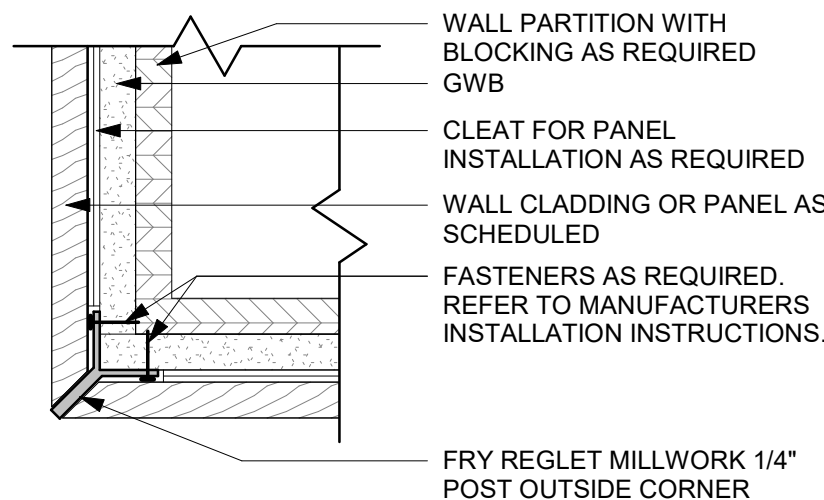 WALL PARTITION WITH
BLOCKING AS REQUIRED
GWB
CLEAT FOR PANEL
INSTALLATION AS REQUIRED
WALL CLADDING OR PANEL AS
SCHEDULED
FASTENERS AS REQUIRED.
REFER TO MANUFACTURERS
INSTALLATION INSTRUCTIONS.
FRY REGLET MILLWORK 1/4"
POST OUTSIDE CORNER